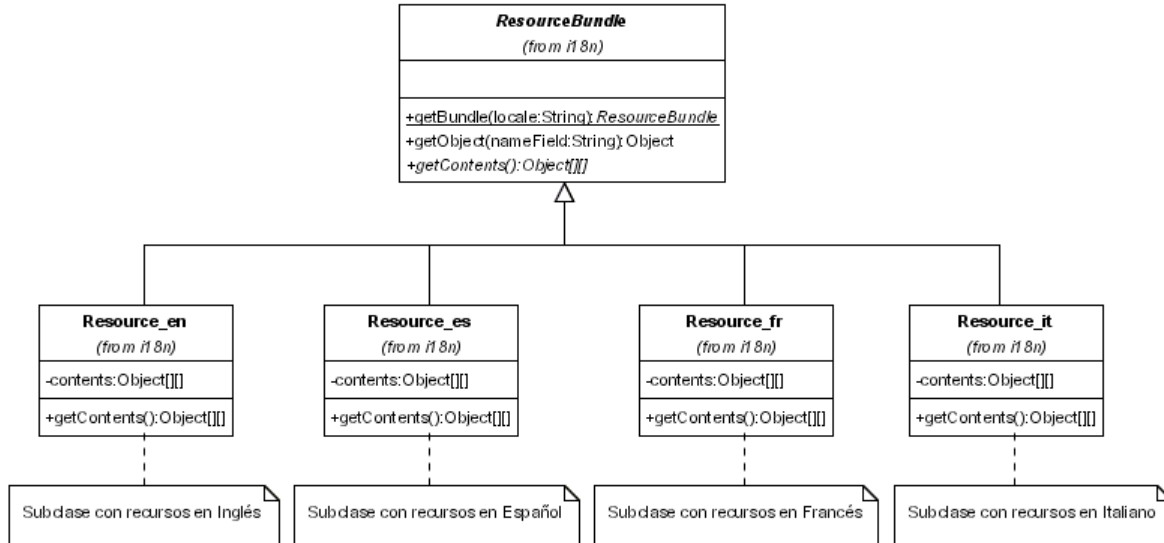 ResourceBundle
(from i18n)
+getBundle(locale:String):ResourceBundle
+getObject(nameField:String):Object
+getContents():Object[][]
Resource_en
(from i18n)
-contents:Object[][]
+getContents():Object[][]
Resource_es
(from i18n)
-contents:Object[][]
+getContents():Object[][]
Resource_fr
(from i18n)
-contents:Object[][]
+getContents():Object[][]
Resource_it
(from i18n)
-contents:Object[][]
+getContents():Object[][]
Subclase con recursos en Inglés
Subclase con recursos en Español
Subclase con recursos en Francés
Subclase con recursos en Italiano